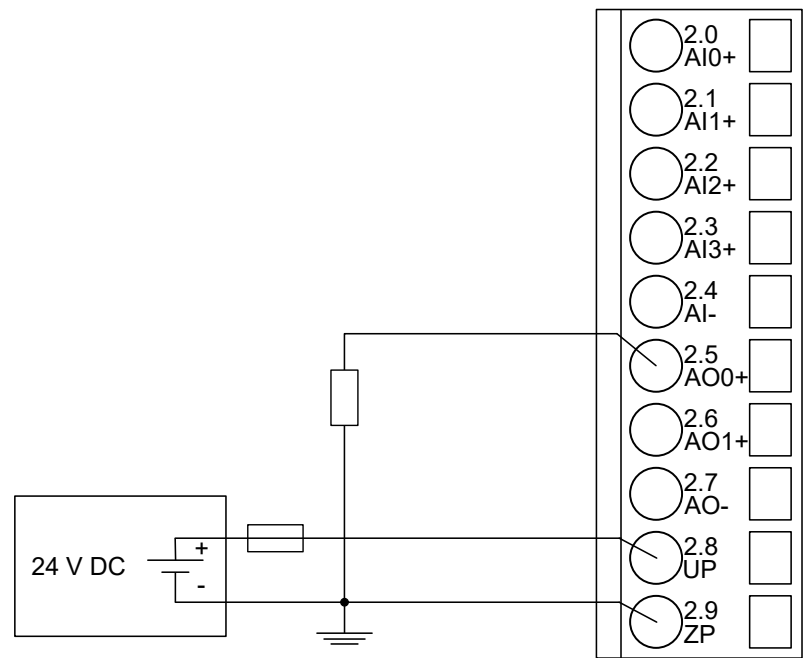 2.0
AI0+
2.1
AI1+
2.2
AI2+
2.3
AI3+
2.4
AI-
2.5
AO0+
2.6
AO1+
2.7
AO-
24 V DC
+
-
2.8
UP
2.9
ZP